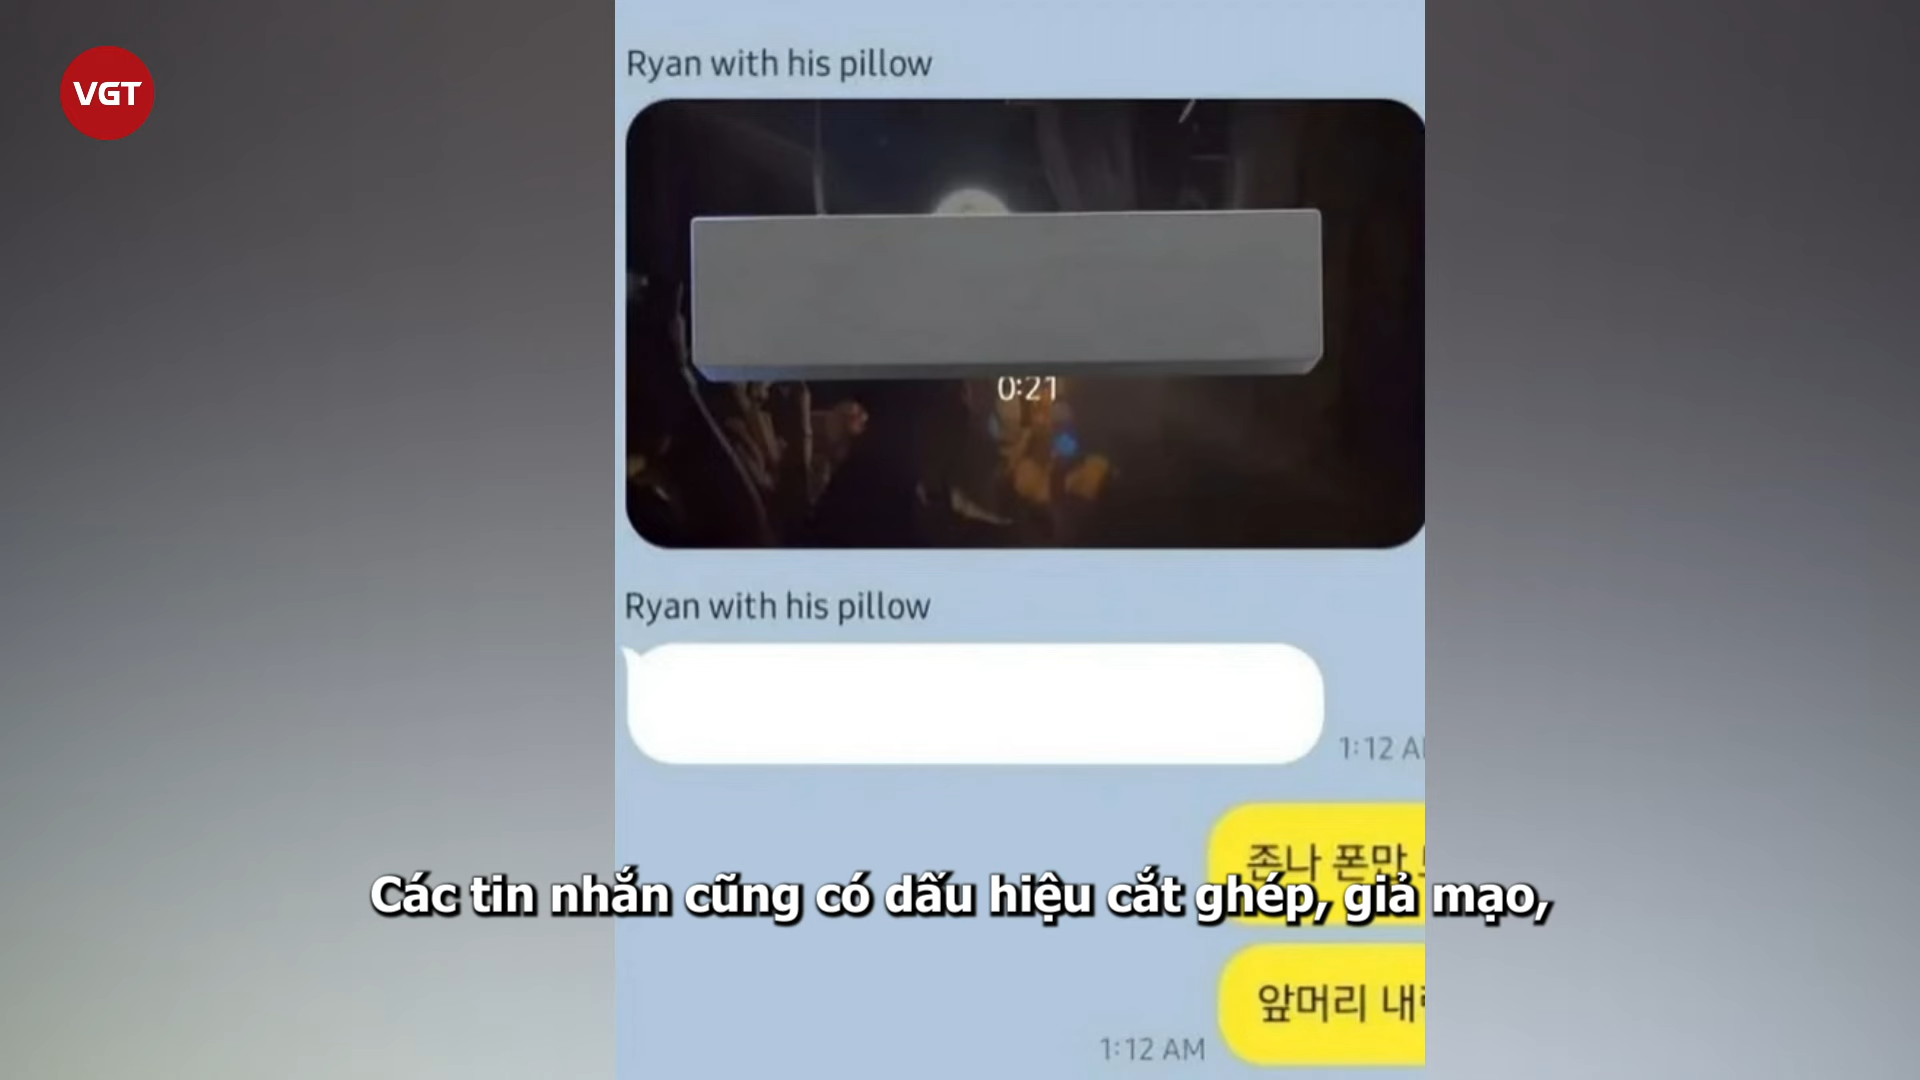 VGT
Ryan with his pillow
0:21
Ryan with his pillow
1:12 A
존나 폰만
Các tin nhắn cũng có dấu hiệu cắt ghép, giả mạo,
앞머리
1:12 AM